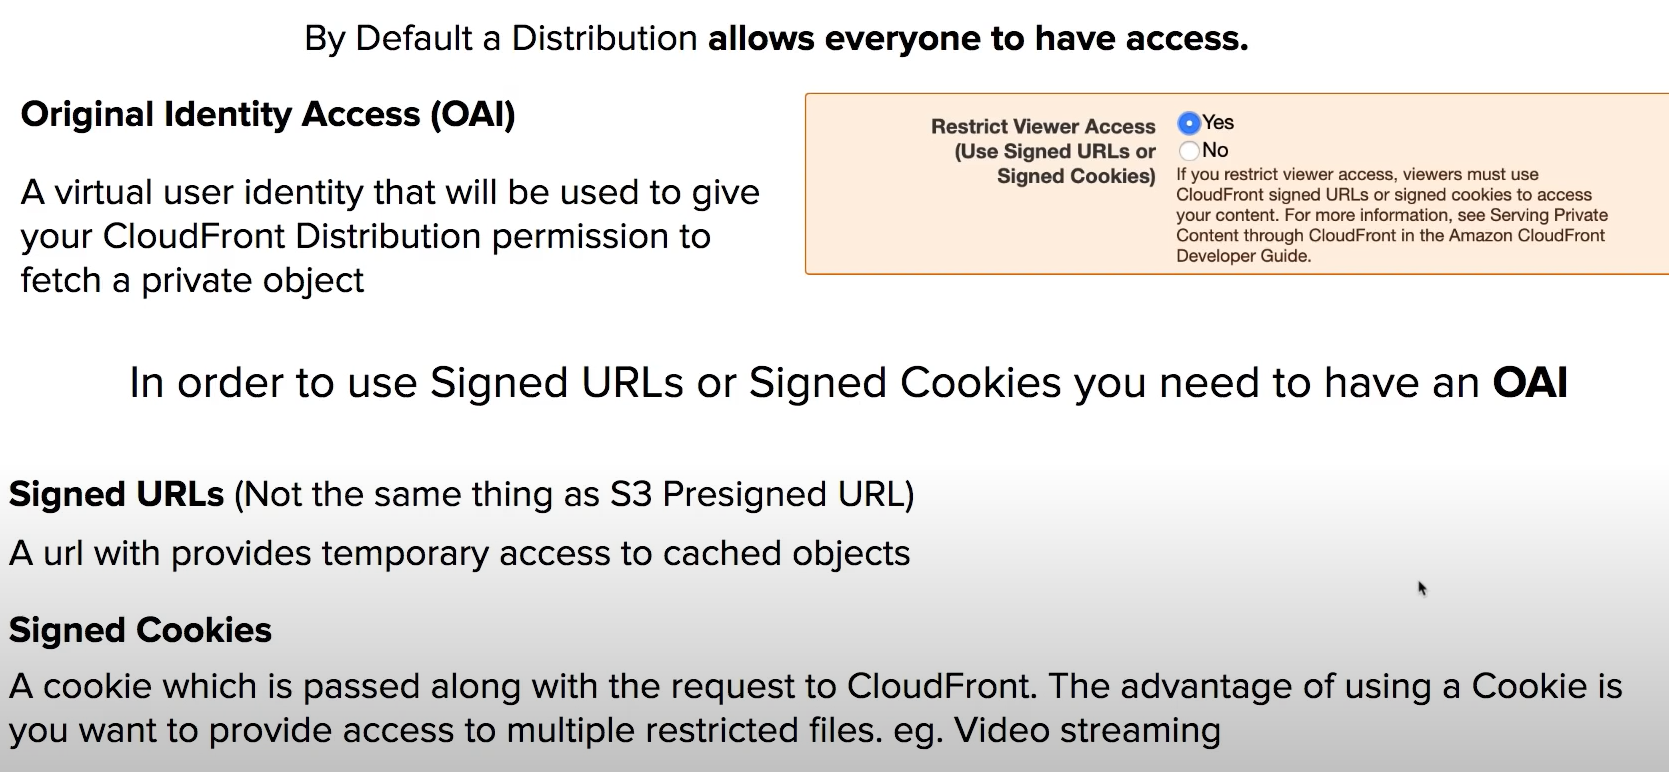 By Default a Distribution allows everyone to have access.
Original Identity Access (OAI)
A virtual user identity that will be used to give
your CloudFront Distribution permission to
fetch a private object
Restrict Viewer Access
(Use Signed URLs or
Signed Cookies)
Yes
No
If you restrict viewer access, viewers must use
CloudFront signed URLs or signed cookies to access
your content. For more information, see Serving Private
Content through CloudFront in the Amazon CloudFront
Developer Guide.
In order to use Signed URLs or Signed Cookies you need to have an OAI
Signed URLs (Not the same thing as S3 Presigned URL)
A url with provides temporary access to cached objects
Signed Cookies
A cookie which is passed along with the request to CloudFront. The advantage of using a Cookie is
you want to provide access to multiple restricted files. eg. Video streaming